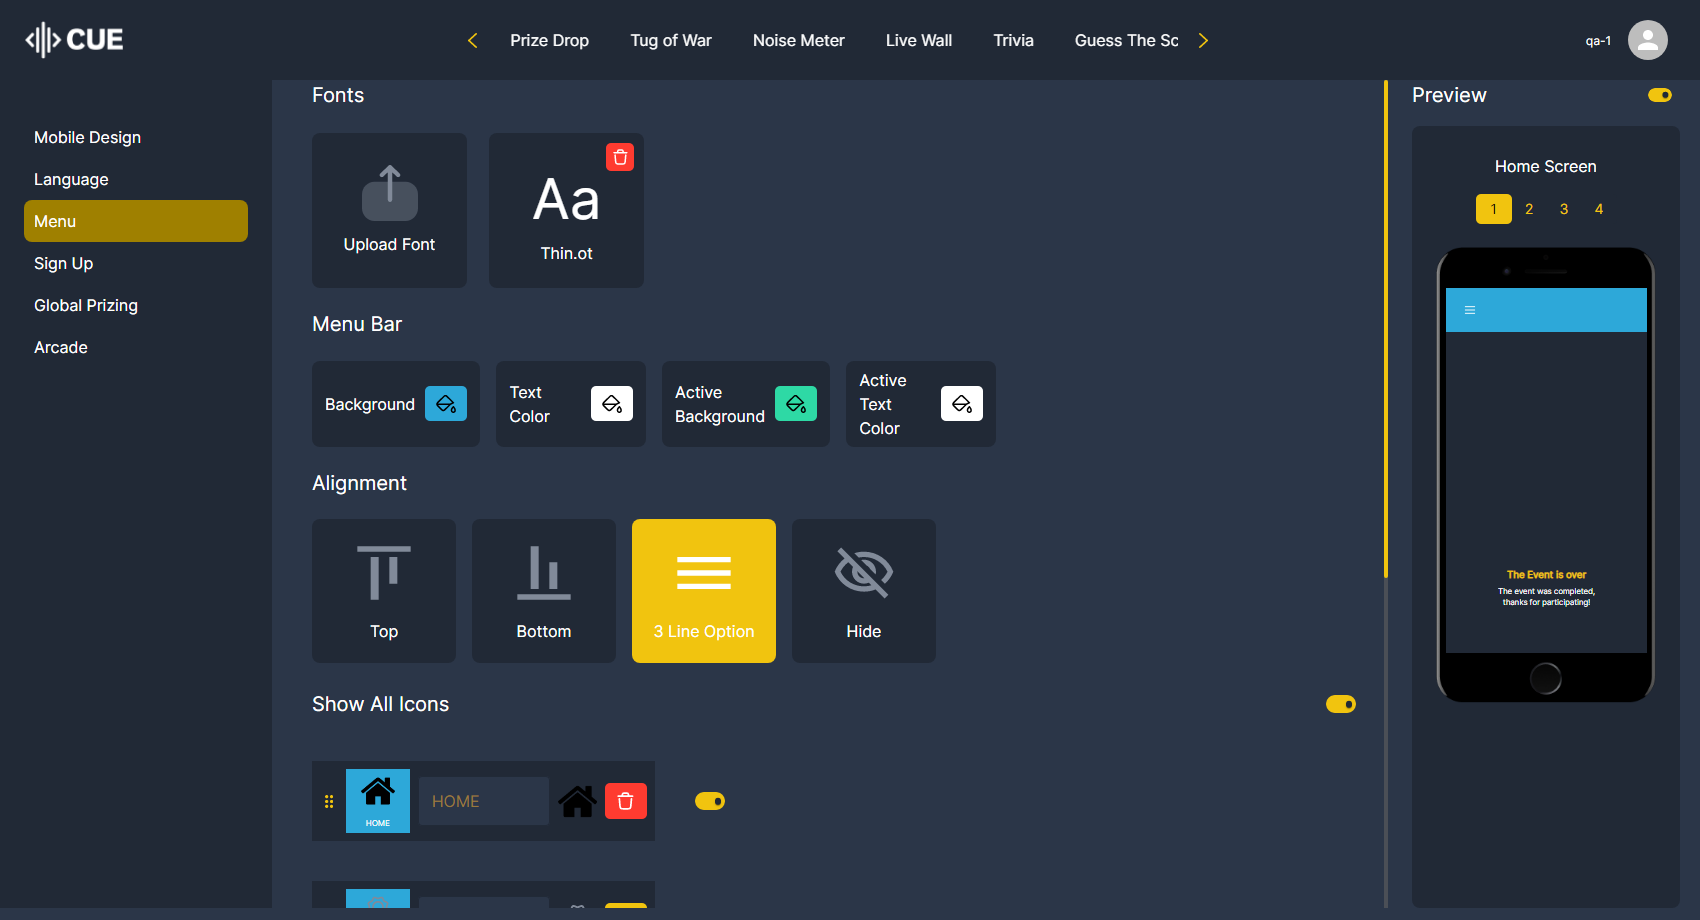 CUE
Prize Drop
Tug of War
Noise Meter
Live Wall
Trivia
Guess The Sc
qa-1
Mobile Design
Language
Menu
Sign Up
Global Prizing
Arcade
Fonts
Upload Font
Aa
Thin.ot
Menu Bar
Background
Text
Color
Active
Background
Active
Text
Color
Alignment
Top
Bottom
3 Line Option
Hide
Show All Icons
HOME
HOME
Preview
Home Screen
1 2 3 4
The Event is over
The event was completed,
thanks for participating!